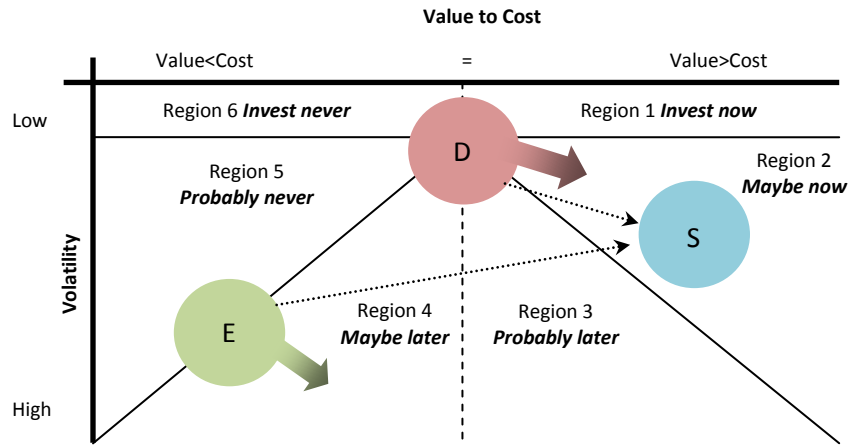 Value to Cost
Value<Cost = Value>Cost
Low
Region 6 Invest never
Region 1 Invest now
D
Region 5
Probably never
Region 2
Maybe now
S
Volatility
E
Region 4
Maybe later
Region 3
Probably later
High